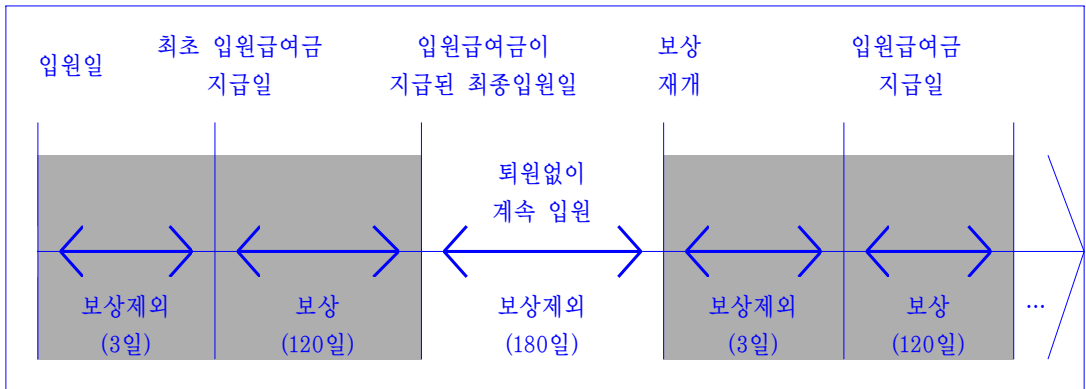 입원일
최초 입원급여금
지급일
입원급여금이
지급된 최종입원일
보상
재개
입원급여금
지급일
퇴원없이
계속 입원
보상제외
(3일)
보상
(120일)
보상제외
(180일)
보상제외
(3일)
보상
(120일)
…